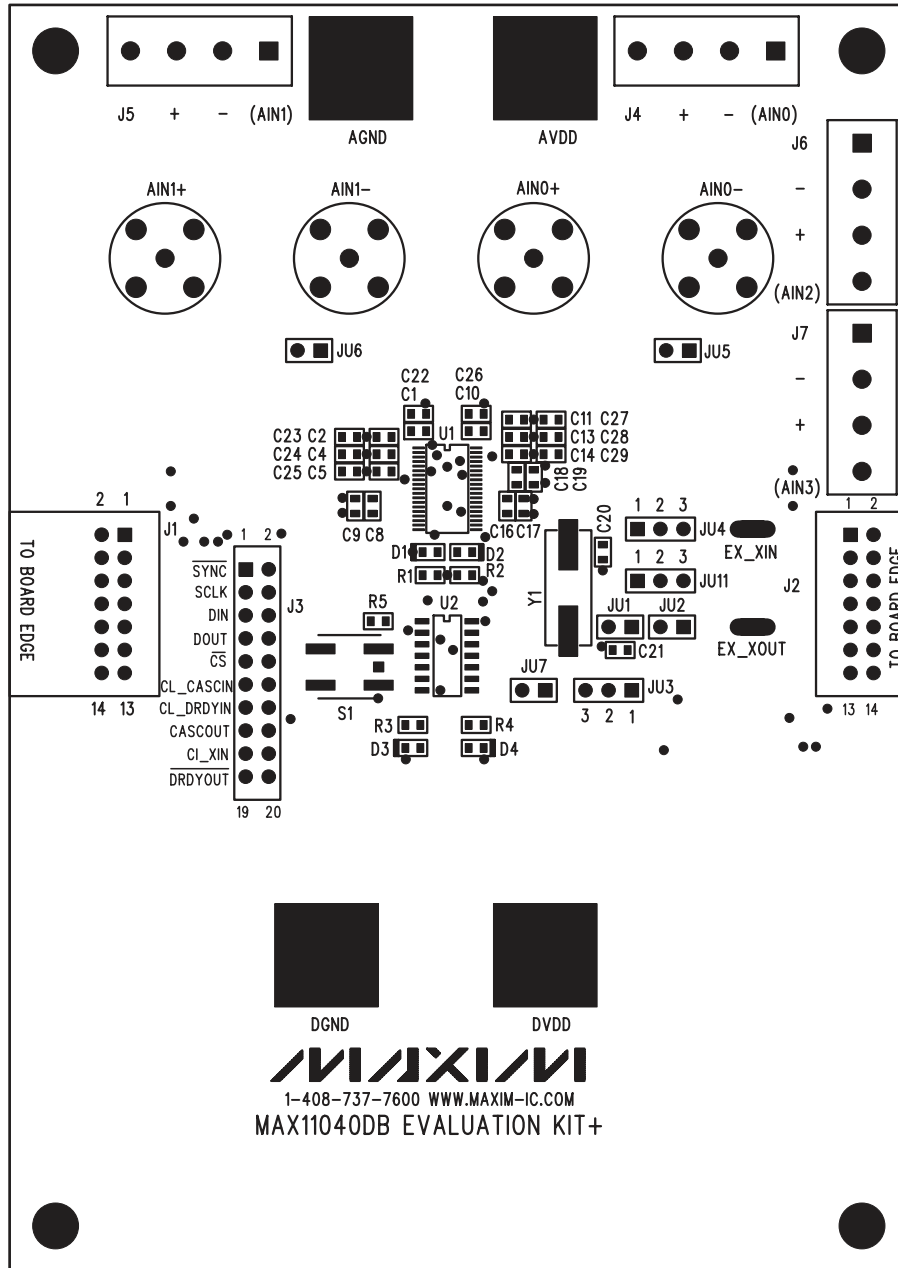 J5 + - (AIN1)
AGND
AVDD
J4 + - (AIN0)
J6
-
+
(AIN2)
AIN1+
AIN1-
AIN0+
AIN0-
J7
-
+
(AIN3)
JU6
JU5
C22
C1
C26
C10
U1
C23 C2
C24 C4
C25 C5
C11 C27
C13 C28
C14 C29
C18
C19
C9 C8
C16 C17
C20
2 1
J1
TO BOARD EDGE
14 13
1 2
J3
SYNC
SCLK
DIN
DOUT
CS
CL_CASCIN
CL_DRDYIN
CASCOUT
CI_XIN
DRDYOUT
19 20
D1
D2
R1
R2
R5
U2
S1
R3
R4
D3
D4
Y1
1 2 3
JU4
EX_XIN
1 2 3
JU11
JU1
JU2
EX_XOUT
C21
JU7
JU3
3 2 1
1 2
J2
TO BOARD EDGE
13 14
DGND
DVDD
MAXIM
1-408-737-7600 WWW.MAXIM-IC.COM
MAX11040DB EVALUATION KIT+